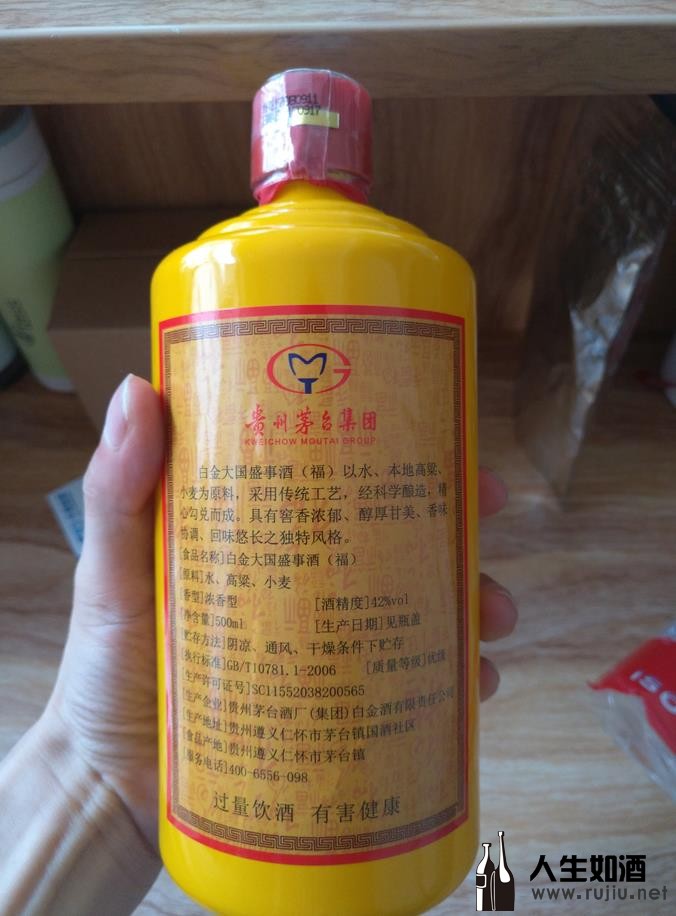 0917
贵州茅台集团
KWEICHOW MOUTAI GROUP
白金大国盛事酒（福）以水、本地高粱、
小麦为原料，采用传统工艺，经科学酿造，精
心勾兑而成。具有窖香浓郁、醇厚甘美、香味
协调、回味悠长之独特风格。
[食品名称]白金大国盛事酒（福）
[原料]水、高粱、小麦
[香型]浓香型 [酒精度]42%vol
[净含量]500ml [生产日期]见瓶盖
[贮存方法]阴凉、通风、干燥条件下贮存
[执行标准]GB/T10781.1-2006 [质量等级]优级
[生产许可证号]SC11552038200565
[生产企业]贵州茅台酒厂(集团)白金酒有限责任公司
[生产地址]贵州遵义仁怀市茅台镇国酒社区
[食品产地]贵州遵义仁怀市茅台镇
[服务电话]400-6556-098
过量饮酒 有害健康
人生如酒
www.rujiu.net